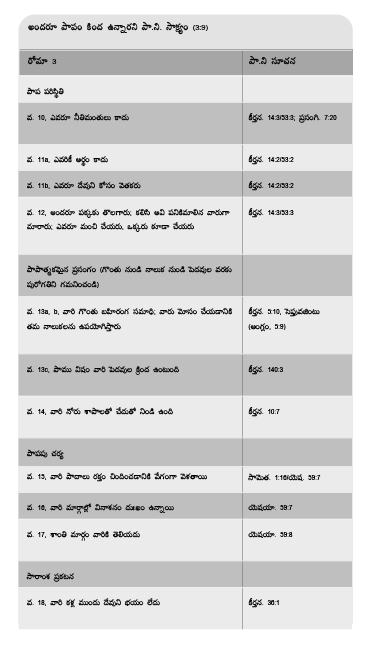 అందరూ పాపం కింద ఉన్నారని పా.ని. సాక్ష్యం (3:9)
రోమా 3 పా.ని సూచన
పాప పరిస్థితి
వ. 10, ఎవరూ నీతిమంతులు కాదు కీర్తన. 14:3/53:3; ప్రసంగి. 7:20
వ. 11a, ఎవరికీ అర్థం కాదు కీర్తన. 14:2/53:2
వ. 11b, ఎవరూ దేవుని కోసం వెతకరు కీర్తన. 14:2/53:2
వ. 12, అందరూ పక్కకు తొలగారు; కలిసి అవి పనికిమాలిన వారుగా కీర్తన. 14:3/53:3
మారారు; ఎవరూ మంచి చేయరు, ఒక్కరు కూడా చేయరు
పాపాత్మకమైన ప్రసంగం (గొంతు నుండి నాలుక నుండి పెదవుల వరకు
పురోగతిని గమనించండి)
వ. 13a, b, వారి గొంతు బహిరంగ సమాధి; వారు మోసం చేయడానికి కీర్తన. 5:10, సెప్టువజింటు
తమ నాలుకలను ఉపయోగిస్తారు (ఆంగ్లం, 5:9)
వ. 13c, పాము విషం వారి పెదవుల క్రింద ఉంటుంది కీర్తన. 140:3
వ. 14, వారి నోరు శాపాలతో చేదుతో నిండి ఉంది కీర్తన. 10:7
పాపపు చర్య
వ. 15, వారి పాదాలు రక్తం చిందించడానికి వేగంగా వెళతాయి సామెత. 1:16/యెష. 59:7
వ. 16, వారి మార్గాల్లో వినాశనం దుఃఖం ఉన్నాయి యెషయా. 59:7
వ. 17, శాంతి మార్గం వారికి తెలియదు యెషయా. 59:8
సారాంశ ప్రకటన
వ. 18, వారి కళ్ల ముందు దేవుని భయం లేదు కీర్తన. 36:1